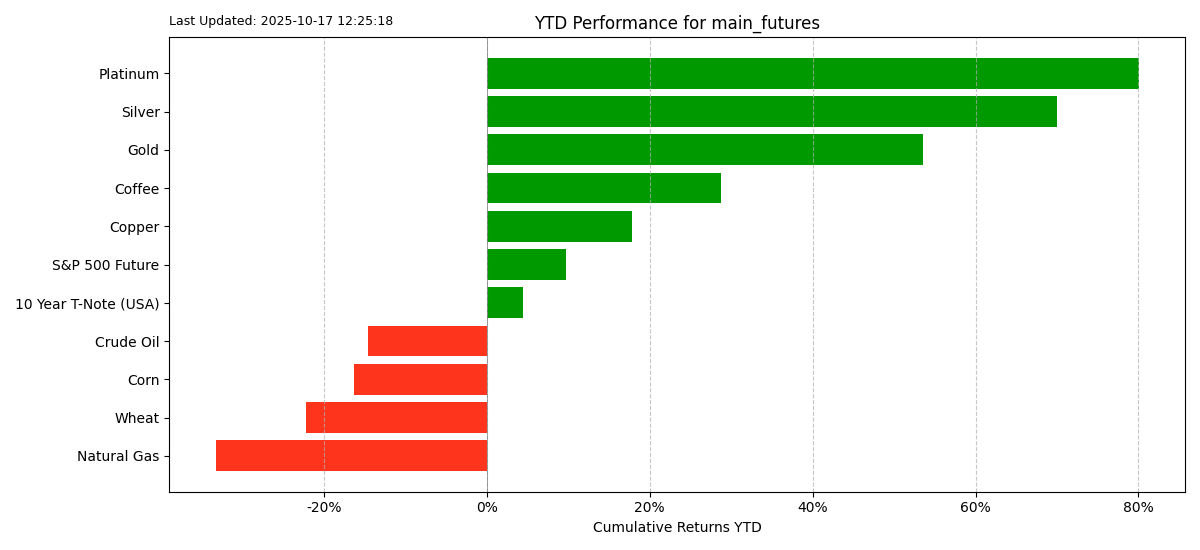 Last Updated: 2025-10-17 12:25:18
YTD Performance for main_futures
Platinum
Silver
Gold
Coffee
Copper
S&P 500 Future
10 Year T-Note (USA)
Crude Oil
Corn
Wheat
Natural Gas
-20% 0% 20% 40% 60% 80%
Cumulative Returns YTD